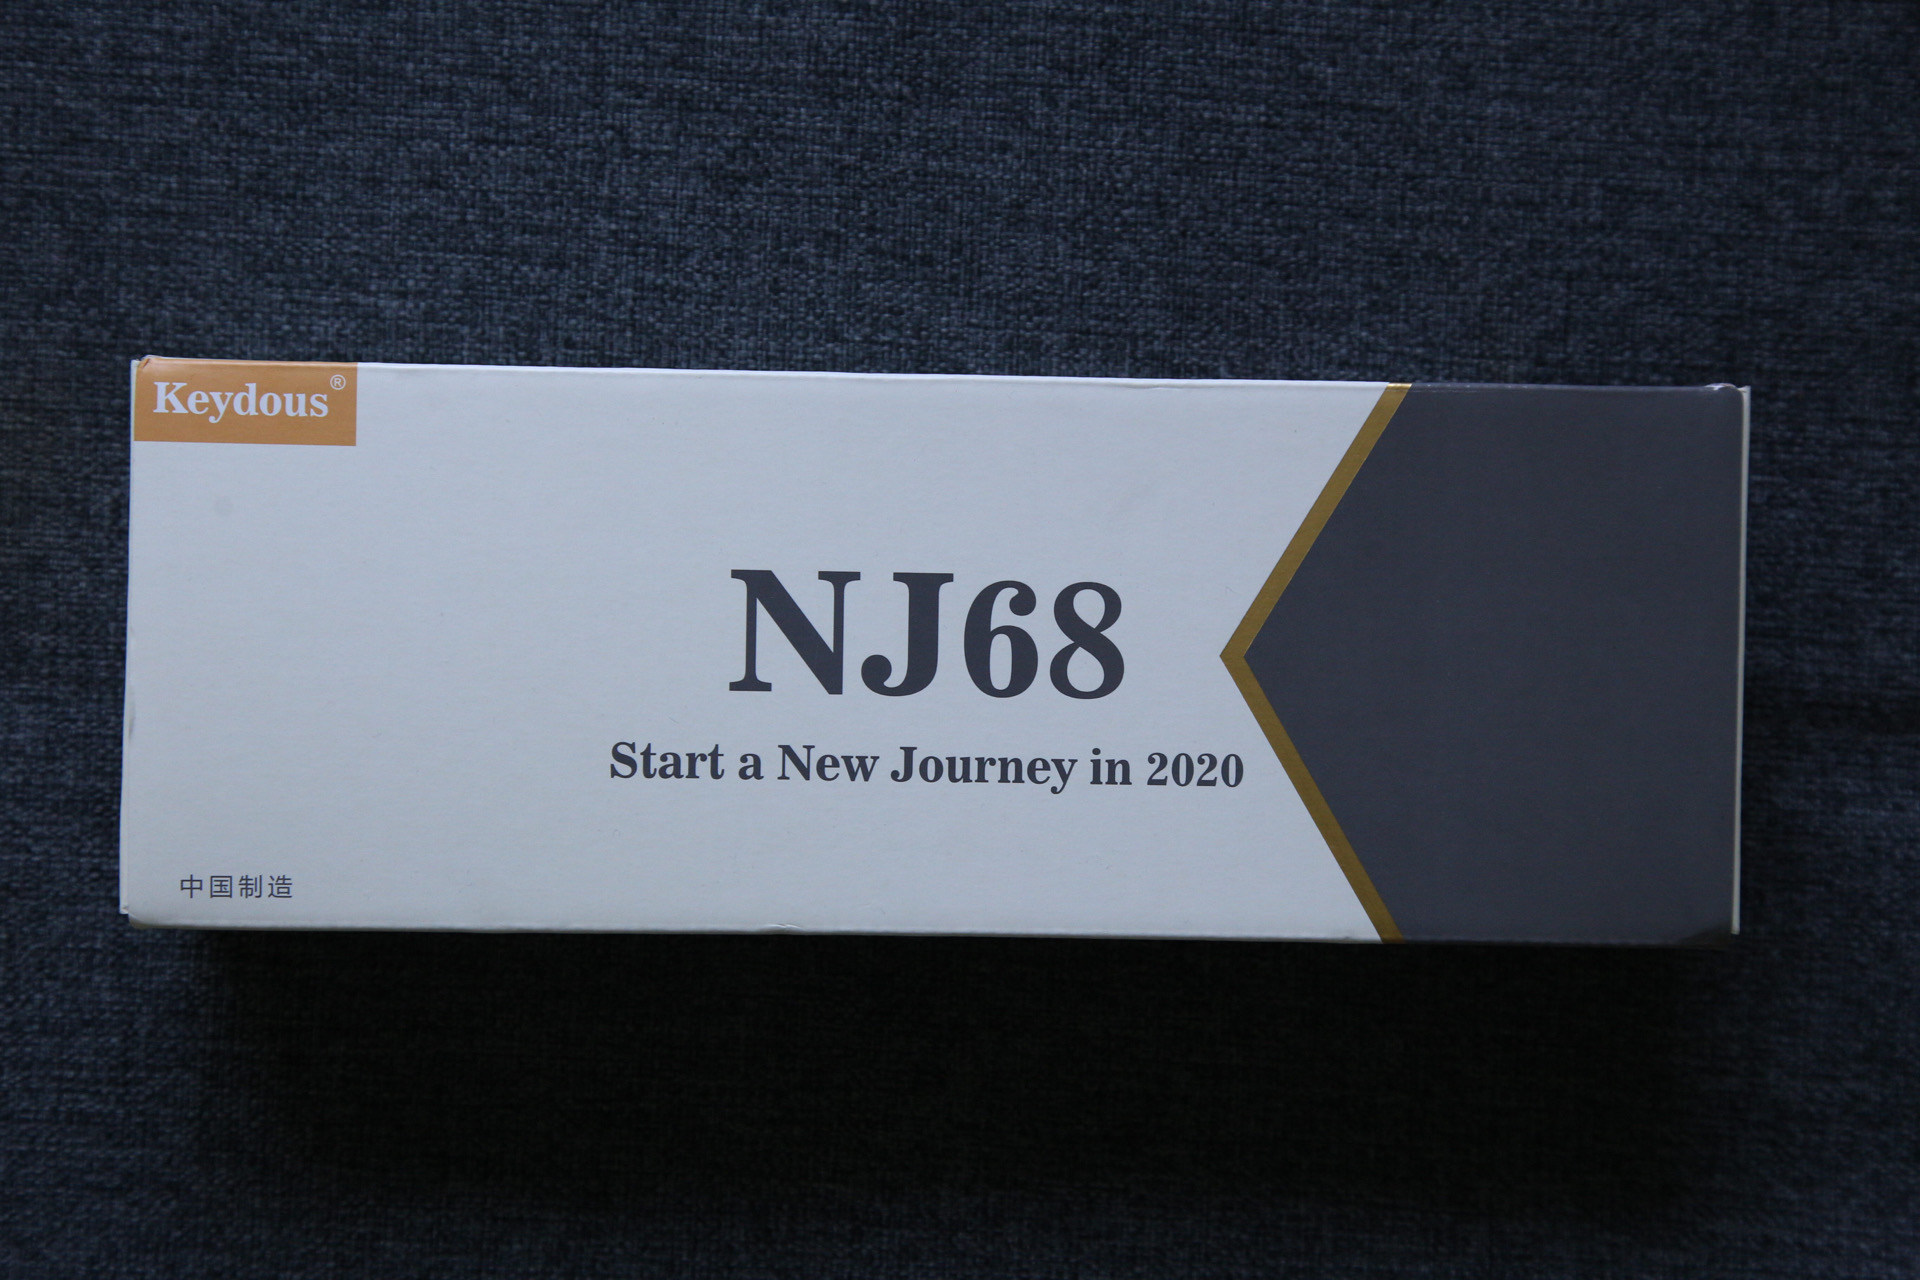 Keydous®
NJ68
Start a New Journey in 2020
中国制造